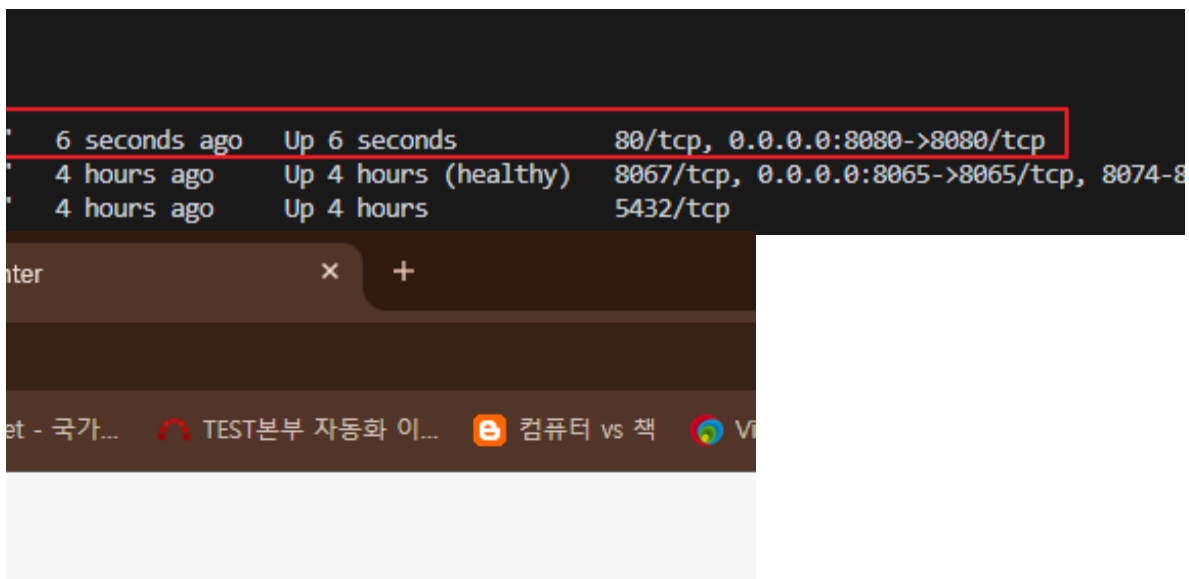 " 6 seconds ago Up 6 seconds 80/tcp, 0.0.0.0:8080->8080/tcp
" 4 hours ago Up 4 hours (healthy) 8067/tcp, 0.0.0.0:8065->8065/tcp, 8074-8
" 4 hours ago Up 4 hours 5432/tcp
nter × +
et - 국가... TEST본부 자동화 이... 컴퓨터 vs 책 Vi